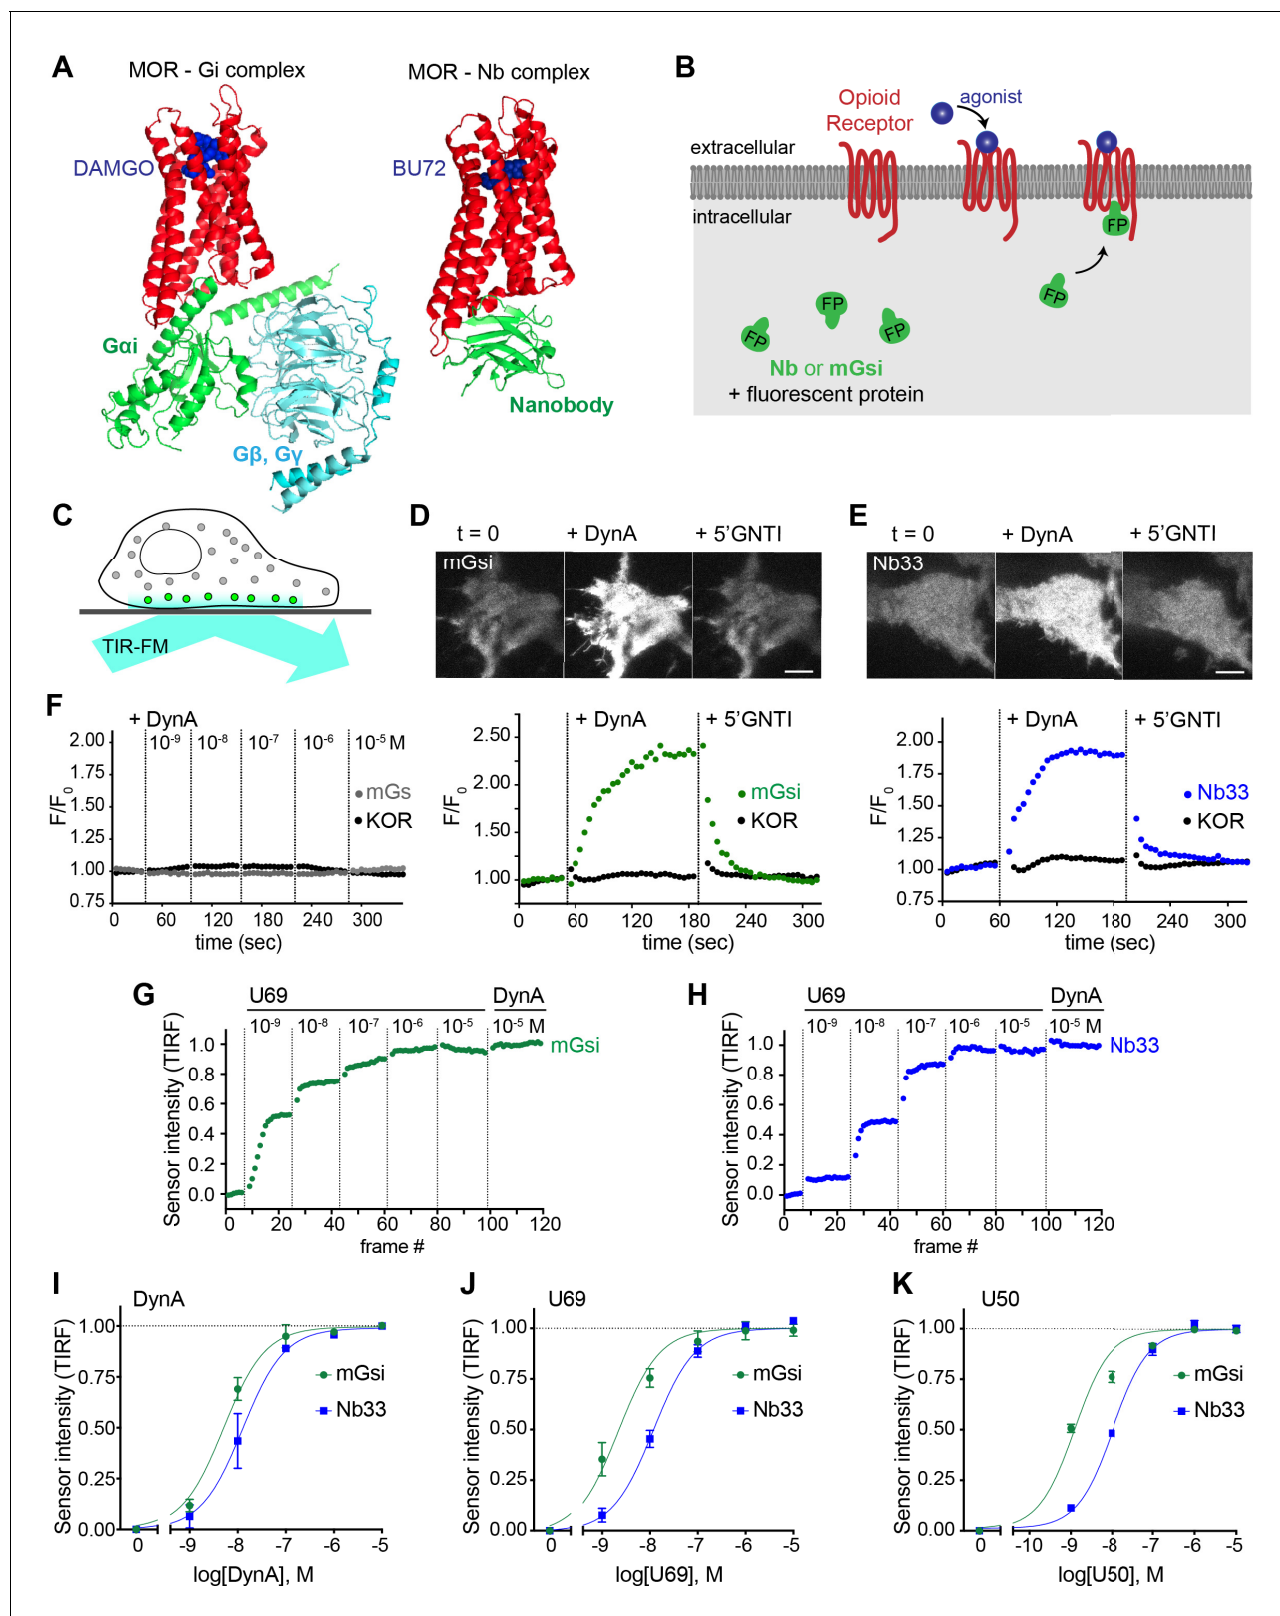 A
MOR - Gi complex
MOR - Nb complex
DAMGO
BU72
Gαi
Gβ, Gγ
Nanobody
B
Opioid
Receptor
agonist
extracellular
intracellular
FP
FP
FP
FP
FP
Nb or mGsi
+ fluorescent protein
C
TIR-FM
D
t = 0
+ DynA
+ 5'GNTI
mGsi
E
t = 0
+ DynA
+ 5'GNTI
Nb33
F
+ DynA
10-9 10-8 10-7 10-6 10-5 M
2.00
1.75
1.50
1.25
1.00
0.75
F/F0
mGs
KOR
0 60 120 180 240 300
time (sec)
+ DynA
+ 5'GNTI
2.50
2.00
1.50
1.00
F/F0
mGsi
KOR
0 60 120 180 240 300
time (sec)
+ DynA
+ 5'GNTI
2.00
1.75
1.50
1.25
1.00
0.75
F/F0
Nb33
KOR
0 60 120 180 240 300
time (sec)
G
U69
DynA
10-9 10-8 10-7 10-6 10-5 10-5 M
mGsi
Sensor intensity (TIRF)
1.0
0.8
0.6
0.4
0.2
0.0
0 20 40 60 80 100 120
frame #
H
U69
DynA
10-9 10-8 10-7 10-6 10-5 10-5 M
Nb33
Sensor intensity (TIRF)
1.0
0.8
0.6
0.4
0.2
0.0
0 20 40 60 80 100 120
frame #
I
DynA
Sensor intensity (TIRF)
1.00
0.75
0.50
0.25
0.00
mGsi
Nb33
0 -9 -8 -7 -6 -5
log[DynA], M
J
U69
Sensor intensity (TIRF)
1.00
0.75
0.50
0.25
0.00
mGsi
Nb33
0 -9 -8 -7 -6 -5
log[U69], M
K
U50
Sensor intensity (TIRF)
1.00
0.75
0.50
0.25
0.00
mGsi
Nb33
0 -10 -9 -8 -7 -6 -5
log[U50], M